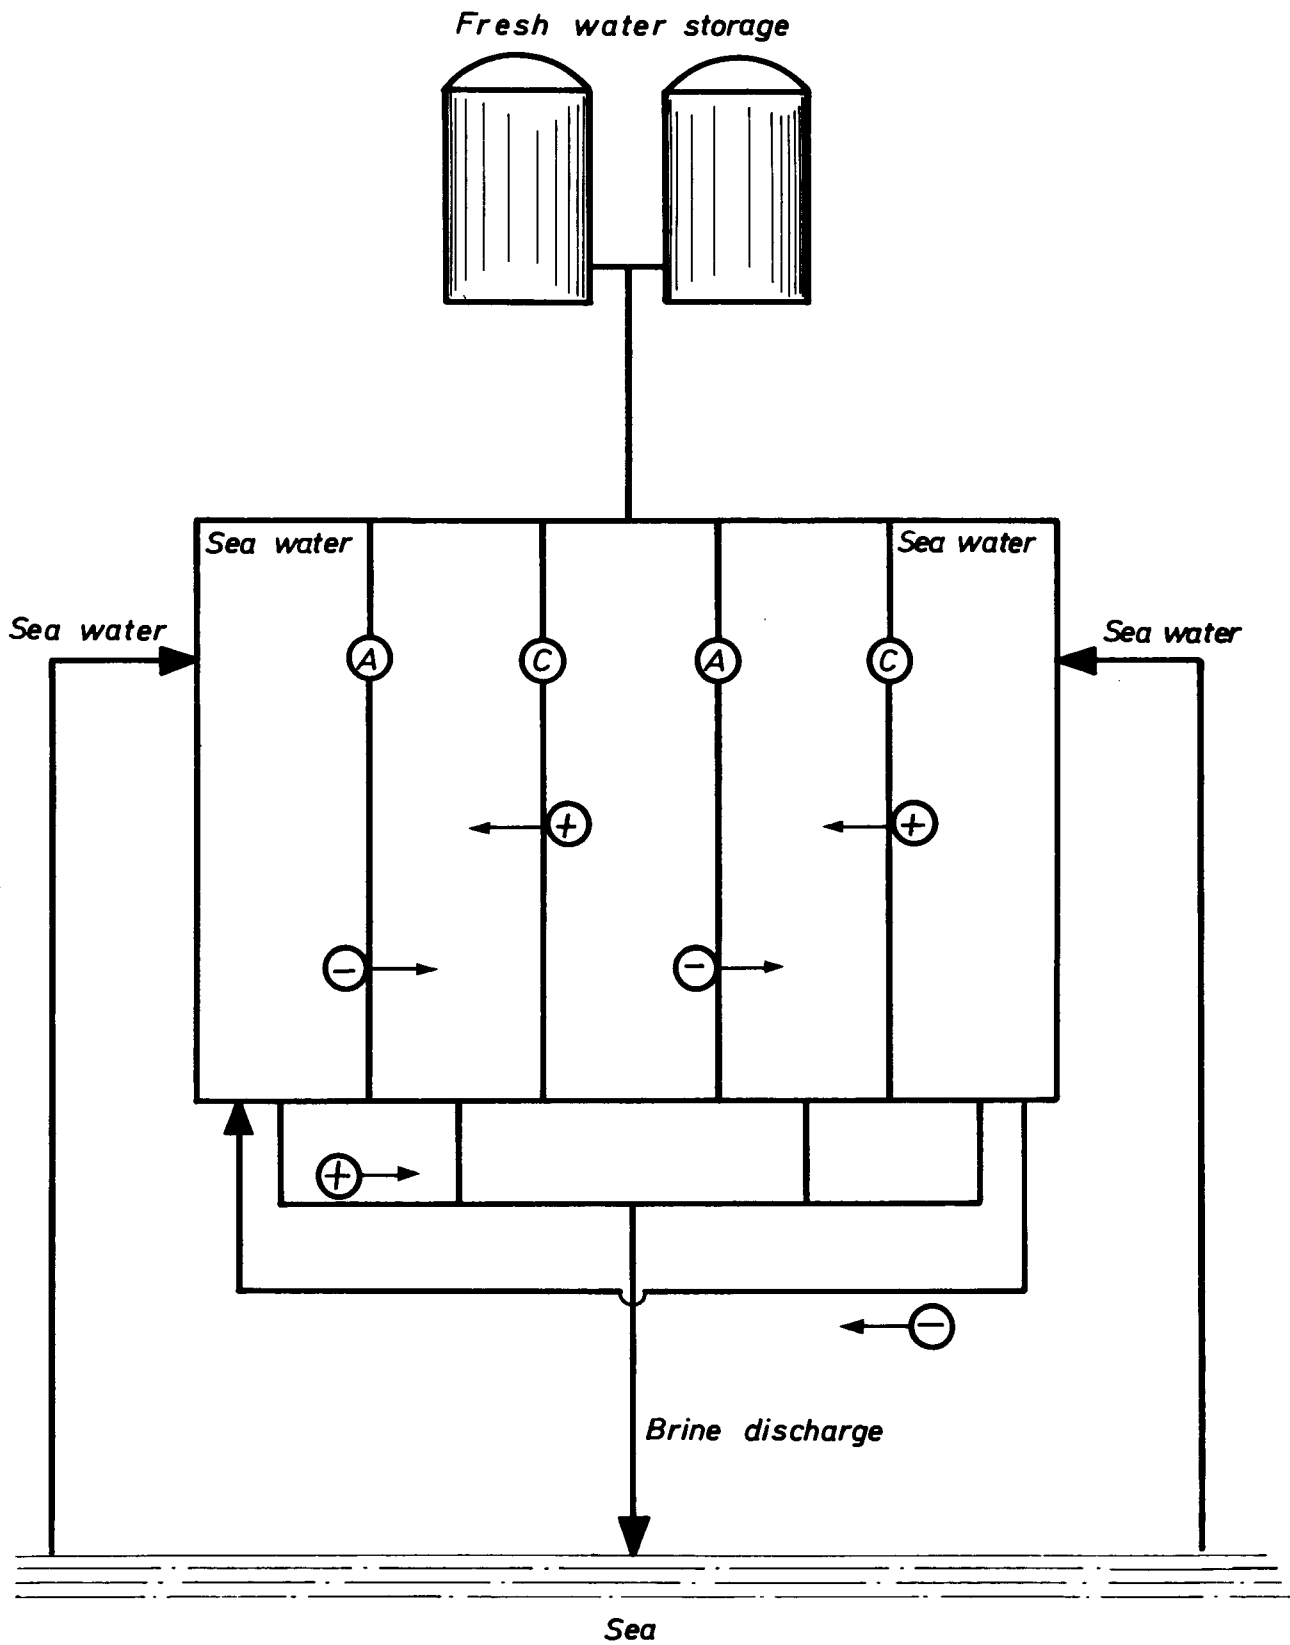 Fresh water storage
Sea water
Sea water
Sea water
Sea water
A
C
A
C
+
+
−
−
+
−
Brine discharge
Sea